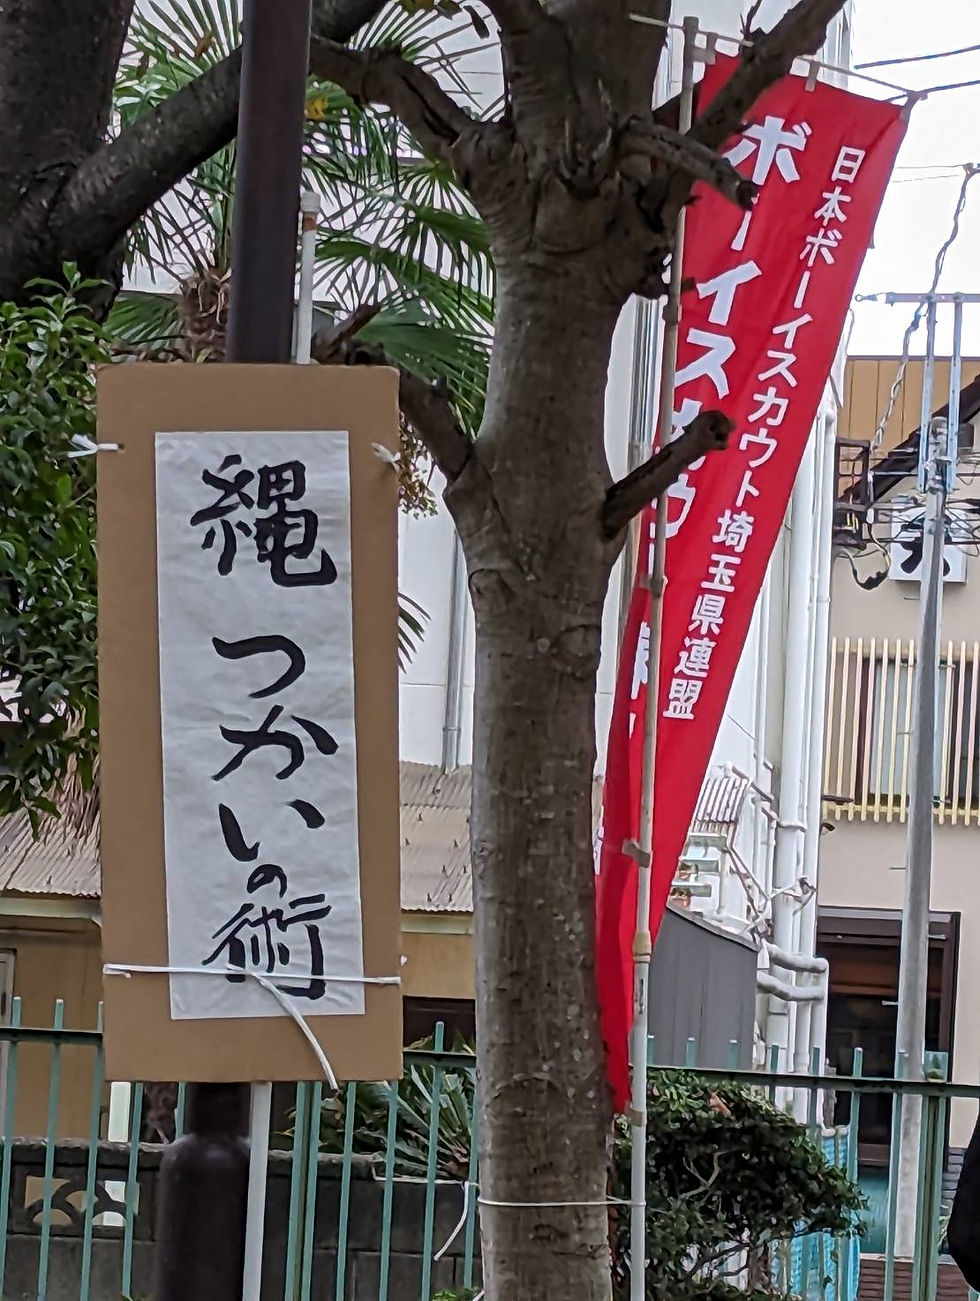 縄つかいの術
日本ボーイスカウト埼玉県連盟
ボーイス